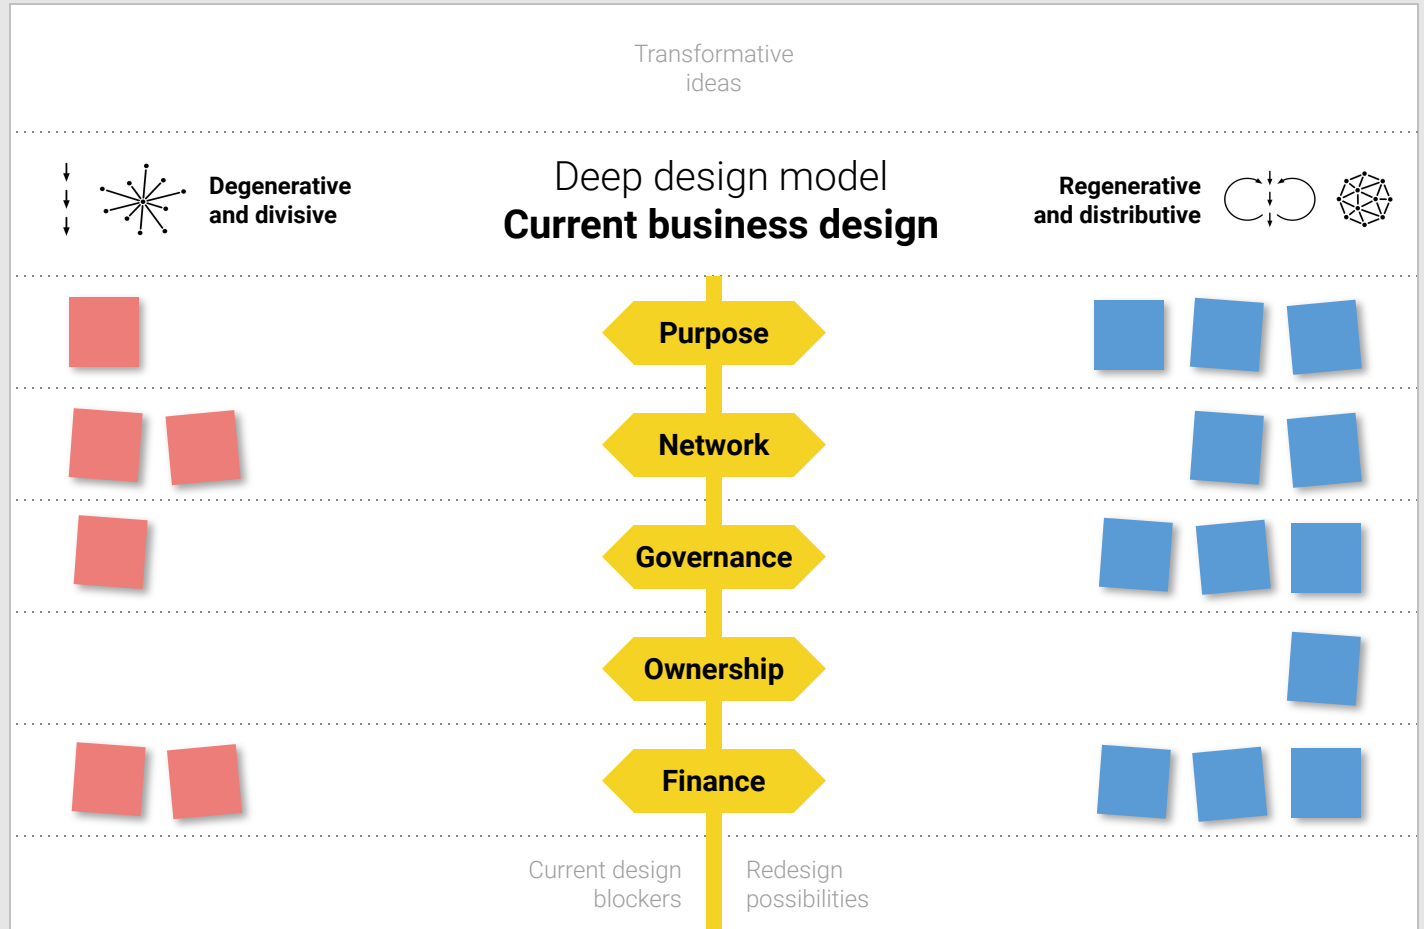 Transformative
ideas
Degenerative
and divisive
Deep design model
Current business design
Regenerative
and distributive
Purpose
Network
Governance
Ownership
Finance
Current design
blockers
Redesign
possibilities